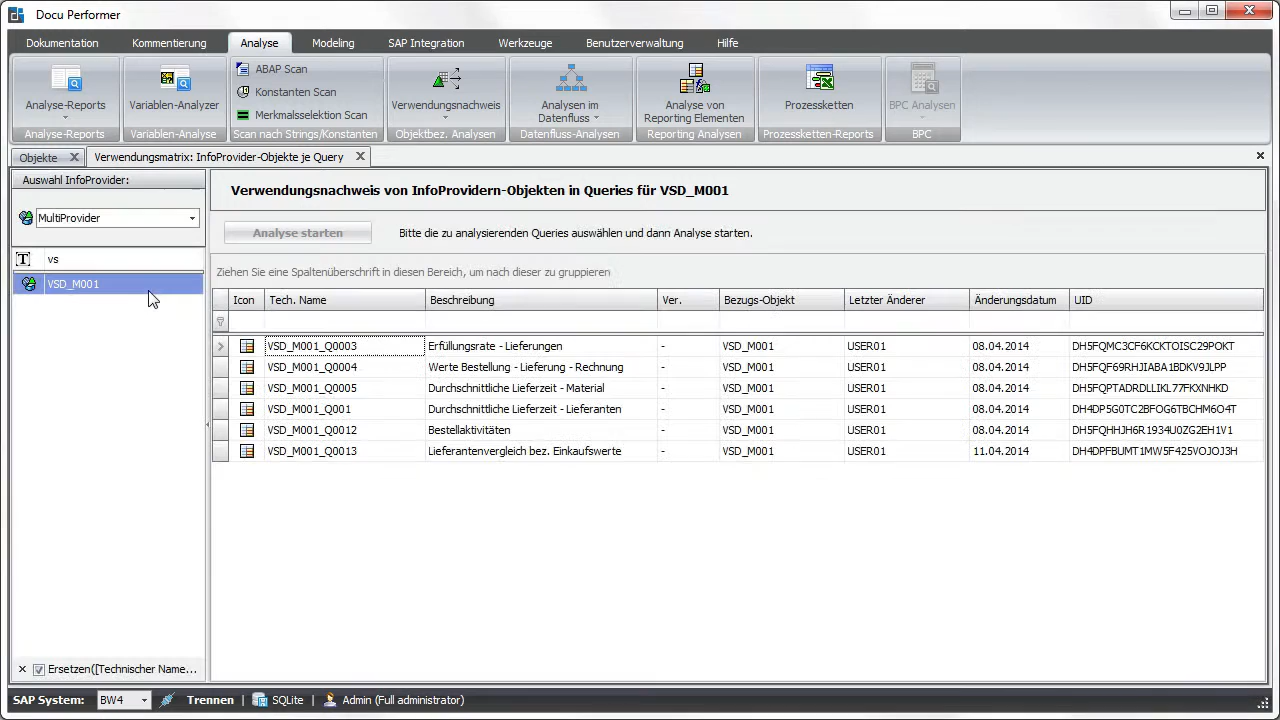 Docu Performer
Dokumentation Kommentierung Analyse Modeling SAP Integration Werkzeuge Benutzerverwaltung Hilfe
Analyse-Reports
Analyse-Reports
Variablen-Analyzer
Variablen-Analyse
ABAP Scan
Konstanten Scan
Merkmalsselektion Scan
Scan nach Strings/Konstanten
Verwendungsnachweis
Objektbez. Analysen
Analysen im
Datenfluss
Datenfluss-Analysen
Analyse von
Reporting Elementen
Reporting Analysen
Prozessketten
Prozessketten-Reports
BPC Analysen
BPC
Objekte
Verwendungsmatrix: InfoProvider-Objekte je Query
Auswahl InfoProvider:
MultiProvider
T vs
VSD_M001
Ersetzen([Technischer Name...
Verwendungsnachweis von InfoProvidern-Objekten in Queries für VSD_M001
Analyse starten
Bitte die zu analysierenden Queries auswählen und dann Analyse starten.
Ziehen Sie eine Spaltenüberschrift in diesen Bereich, um nach dieser zu gruppieren
Icon Tech. Name Beschreibung Ver. Bezugs-Objekt Letzter Änderer Änderungsdatum UID
VSD_M001_Q0003 Erfüllungsrate - Lieferungen - VSD_M001 USER01 08.04.2014 DH5FQMC3CF6KCKTOISC29POKT
VSD_M001_Q0004 Werte Bestellung - Lieferung - Rechnung - VSD_M001 USER01 08.04.2014 DH5FQF69RHJIABA1BDKV9JLPP
VSD_M001_Q0005 Durchschnittliche Lieferzeit - Material - VSD_M001 USER01 08.04.2014 DH5FQPTADRDLLIKL77FKXNHKD
VSD_M001_Q001 Durchschnittliche Lieferzeit - Lieferanten - VSD_M001 USER01 08.04.2014 DH4DP5G0TC2BFOG6TBCHM6O4T
VSD_M001_Q0012 Bestellaktivitäten - VSD_M001 USER01 08.04.2014 DH5FQHHJH6R1934U0ZG2EH1V1
VSD_M001_Q0013 Lieferantenvergleich bez. Einkaufswerte - VSD_M001 USER01 11.04.2014 DH4DPFBUMT1MW5F425VOJOJ3H
SAP System: BW4 Trennen SQLite Admin (Full administrator)